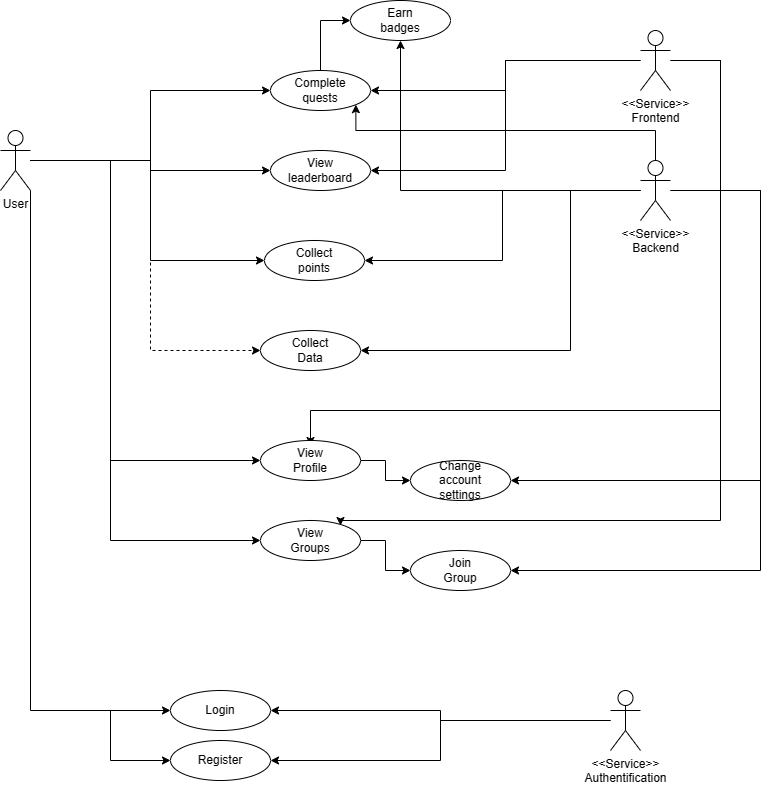 Earn
badges
Complete
quests
<<Service>>
Frontend
View
leaderboard
User
<<Service>>
Backend
Collect
points
Collect
Data
View
Profile
Change
account
settings
View
Groups
Join
Group
Login
Register
<<Service>>
Authentification